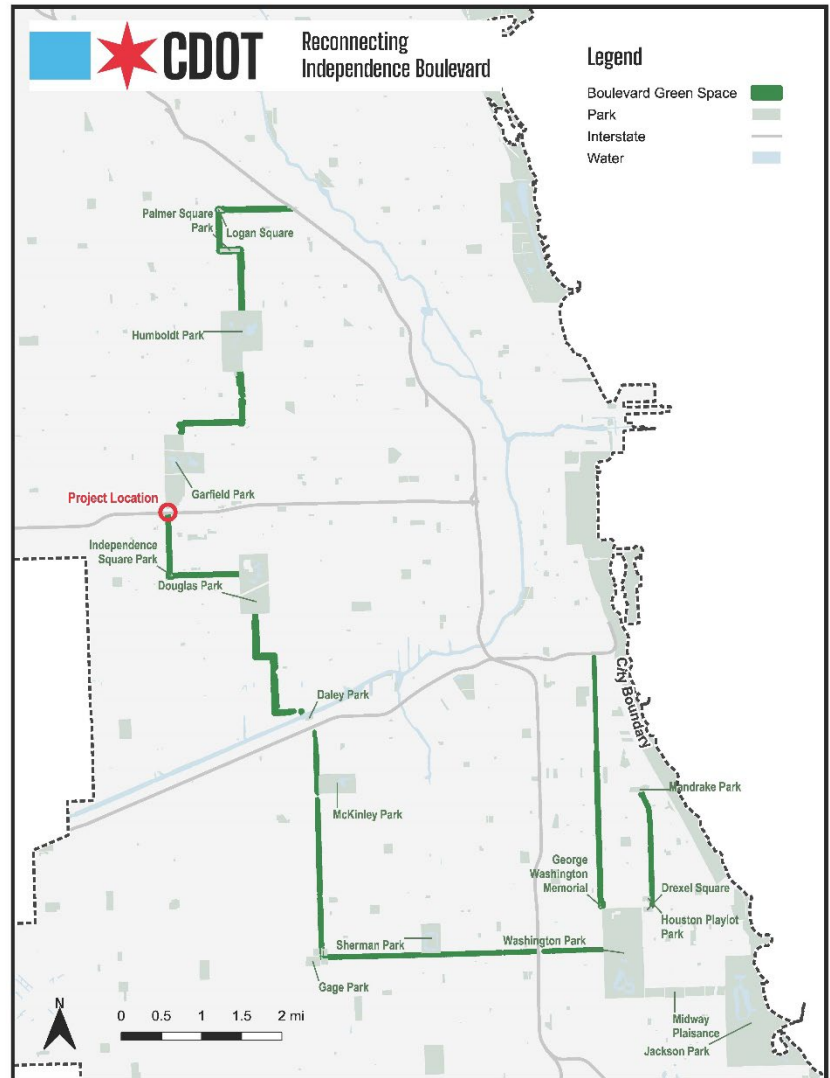 CDOT
Reconnecting
Independence Boulevard
Legend
Boulevard Green Space
Park
Interstate
Water
Palmer Square
Park
Logan Square
Humboldt Park
Garfield Park
Project Location
Independence
Square Park
Douglas Park
Daley Park
City Boundary
McKinley Park
Mandrake Park
George
Washington
Memorial
Drexel Square
Houston Playlot
Park
Sherman Park
Washington Park
Gage Park
Midway
Plaisance
Jackson Park
N
0 0.5 1 1.5 2 mi